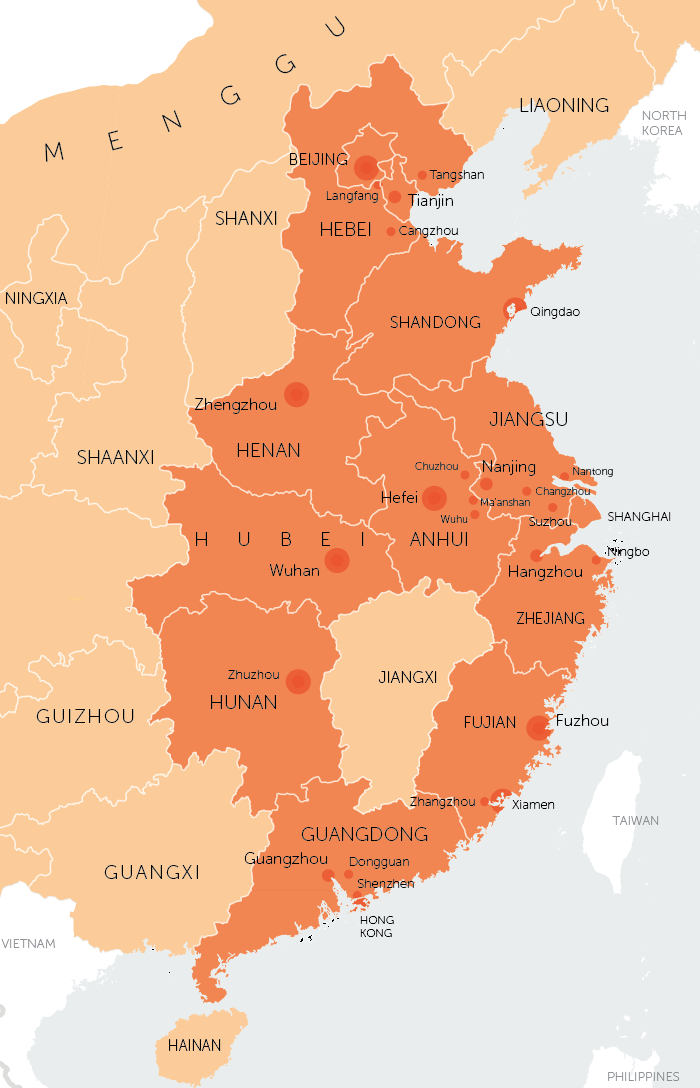 M E N G G U
LIAONING
NORTH
KOREA
BEIJING
Tangshan
Langfang
Tianjin
SHANXI
HEBEI
Cangzhou
NINGXIA
SHANDONG
Qingdao
Zhengzhou
JIANGSU
HENAN
SHAANXI
Chuzhou
Nanjing
Nantong
Hefei
Changzhou
Ma'anshan
Wuhu
Suzhou
SHANGHAI
H U B E I
ANHUI
Ningbo
Wuhan
Hangzhou
ZHEJIANG
Zhuzhou
JIANGXI
HUNAN
GUIZHOU
FUJIAN
Fuzhou
Zhangzhou
Xiamen
TAIWAN
GUANGDONG
Guangzhou
Dongguan
GUANGXI
Shenzhen
HONG
KONG
VIETNAM
HAINAN
PHILIPPINES